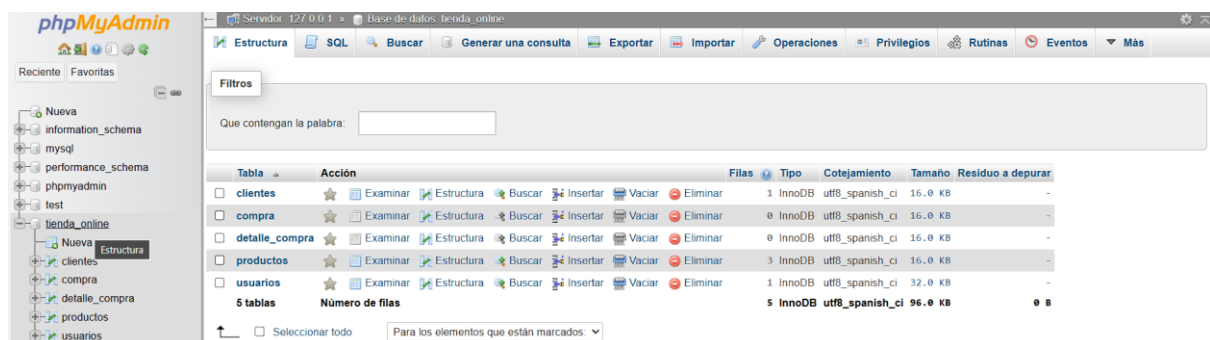 phpMyAdmin
Reciente Favoritas
Nueva
information_schema
mysql
performance_schema
phpmyadmin
test
tienda_online
Nueva
Estructura
clientes
compra
detalle_compra
productos
usuarios
Servidor: 127.0.0.1 » Base de datos: tienda_online
Estructura SQL Buscar Generar una consulta Exportar Importar Operaciones Privilegios Rutinas Eventos Más
Filtros
Que contengan la palabra:
Tabla Acción Filas Tipo Cotejamiento Tamaño Residuo a depurar
clientes Examinar Estructura Buscar Insertar Vaciar Eliminar 1 InnoDB utf8_spanish_ci 16.0 KB -
compra Examinar Estructura Buscar Insertar Vaciar Eliminar 0 InnoDB utf8_spanish_ci 16.0 KB -
detalle_compra Examinar Estructura Buscar Insertar Vaciar Eliminar 0 InnoDB utf8_spanish_ci 16.0 KB -
productos Examinar Estructura Buscar Insertar Vaciar Eliminar 3 InnoDB utf8_spanish_ci 16.0 KB -
usuarios Examinar Estructura Buscar Insertar Vaciar Eliminar 1 InnoDB utf8_spanish_ci 32.0 KB -
5 tablas Número de filas 5 InnoDB utf8_spanish_ci 96.0 KB 0 B
Seleccionar todo Para los elementos que están marcados: